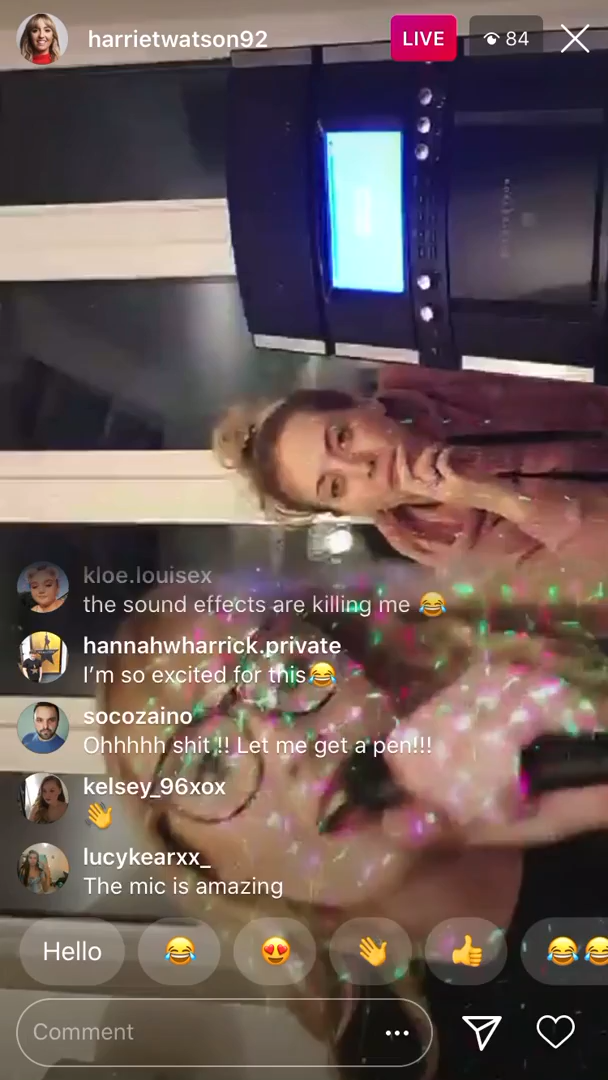 harrietwatson92
LIVE
84
kloe.louisex
the sound effects are killing me 😂
hannahwharrick.private
I'm so excited for this😂
socozaino
Ohhhhh shit !! Let me get a pen!!!
kelsey_96xox
👋
lucykearxx_
The mic is amazing
Hello 😂 😍 👋 👍 😂😂
Comment